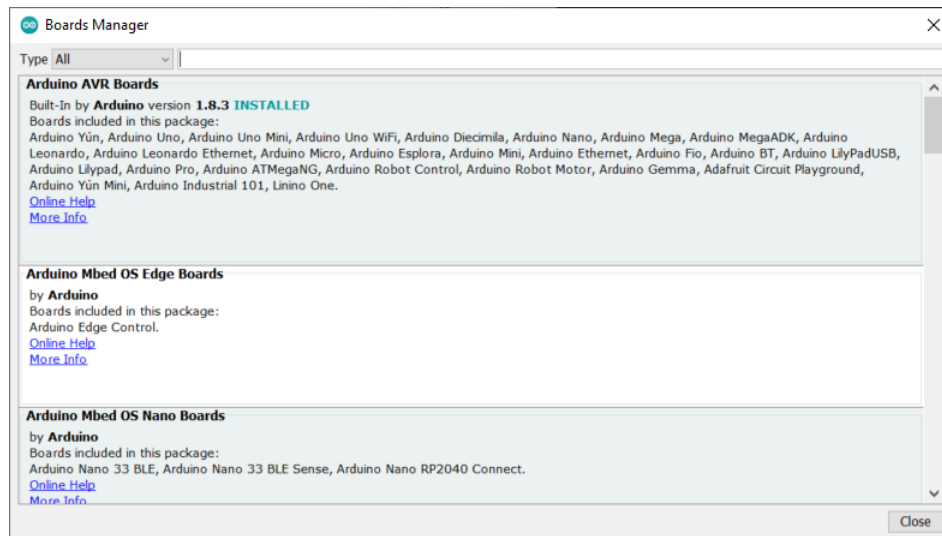 Boards Manager
Type All
Arduino AVR Boards
Built-In by Arduino version 1.8.3 INSTALLED
Boards included in this package:
Arduino Yún, Arduino Uno, Arduino Uno Mini, Arduino Uno WiFi, Arduino Diecimila, Arduino Nano, Arduino Mega, Arduino MegaADK, Arduino
Leonardo, Arduino Leonardo Ethernet, Arduino Micro, Arduino Esplora, Arduino Mini, Arduino Ethernet, Arduino Fio, Arduino BT, Arduino LilyPadUSB,
Arduino Lilypad, Arduino Pro, Arduino ATMegaNG, Arduino Robot Control, Arduino Robot Motor, Arduino Gemma, Adafruit Circuit Playground,
Arduino Yún Mini, Arduino Industrial 101, Linino One.
Online Help
More Info
Arduino Mbed OS Edge Boards
by Arduino
Boards included in this package:
Arduino Edge Control.
Online Help
More Info
Arduino Mbed OS Nano Boards
by Arduino
Boards included in this package:
Arduino Nano 33 BLE, Arduino Nano 33 BLE Sense, Arduino Nano RP2040 Connect.
Online Help
More Info
Close